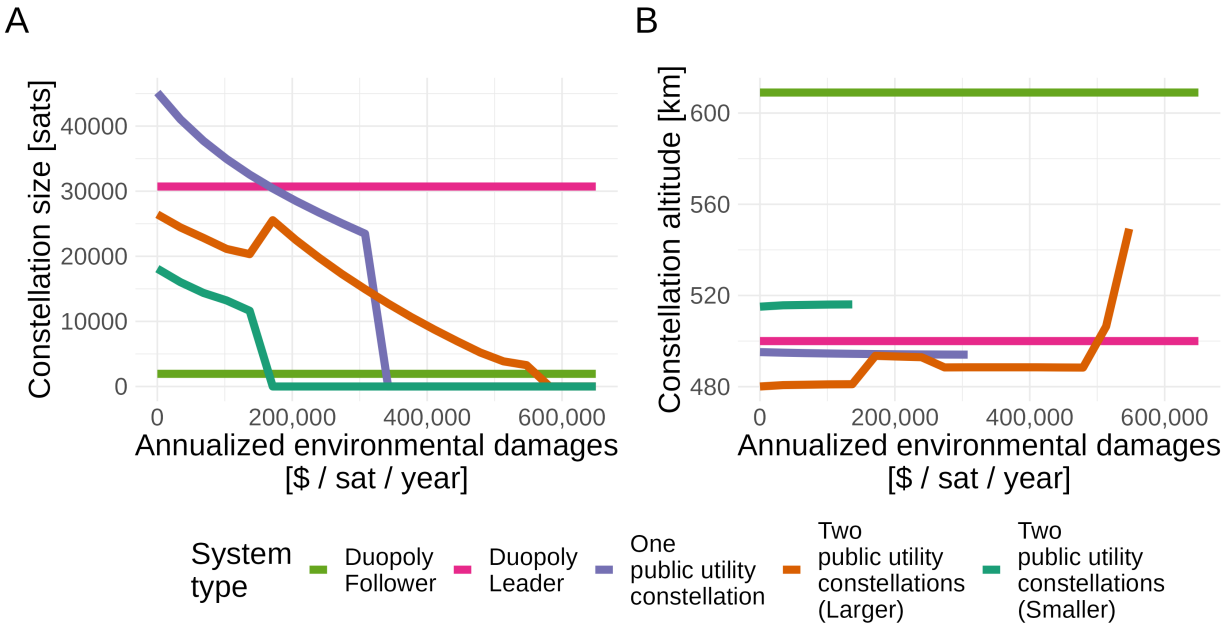 A
Constellation size [sats]
40000
30000
20000
10000
0
0
200,000
400,000
600,000
Annualized environmental damages
[$ / sat / year]
B
Constellation altitude [km]
600
560
520
480
0
200,000
400,000
600,000
Annualized environmental damages
[$ / sat / year]
System
type
Duopoly
Follower
Duopoly
Leader
One
public utility
constellation
Two
public utility
constellations
(Larger)
Two
public utility
constellations
(Smaller)